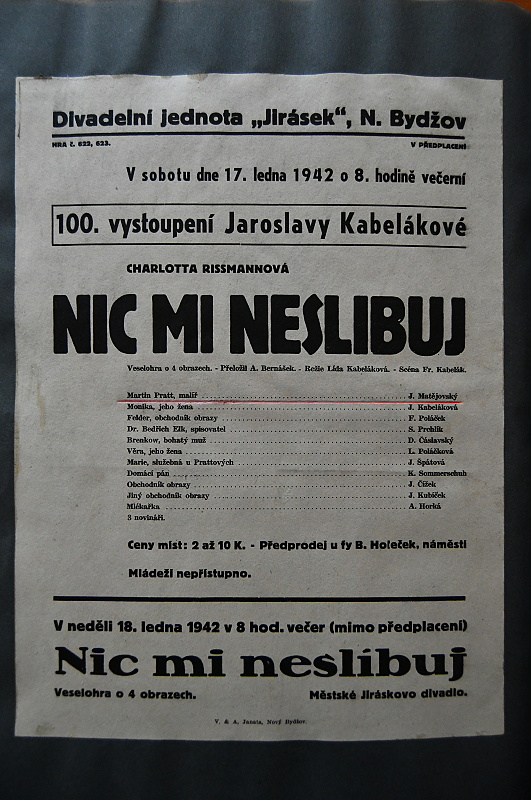 Divadelní jednota „Jirásek“, N. Bydžov
HRA č. 622, 623. V PŘEDPLACENÍ
V sobotu dne 17. ledna 1942 o 8. hodině večerní
100. vystoupení Jaroslavy Kabelákové
CHARLOTTA RISSMANNOVÁ
NIC MI NESLIBUJ
Veselohra o 4 obrazech. - Přeložil A. Bernášek. - Režie Lída Kabeláková. - Scéna Fr. Kabelák.
Martin Pratt, malíř J. Matějovský
Monika, jeho žena J. Kabeláková
Felder, obchodník obrazy F. Poláček
Dr. Bedřich Elk, spisovatel S. Prchlík
Brenkow, bohatý muž D. Čáslavský
Věra, jeho žena L. Poláčková
Marie, služebná u Prattových J. Špátová
Domácí pán K. Sommerschuh
Obchodník obrazy J. Čížek
Jiný obchodník obrazy J. Kubíček
Mlékařka A. Horká
3 novináři.
Ceny míst: 2 až 10 K. - Předprodej u fy B. Holeček, náměstí
Mládeži nepřístupno.
V neděli 18. ledna 1942 v 8 hod. večer (mimo předplacení)
Nic mi neslibuj
Veselohra o 4 obrazech. Městské Jiráskovo divadlo.
V. & A. Janata, Nový Bydžov.